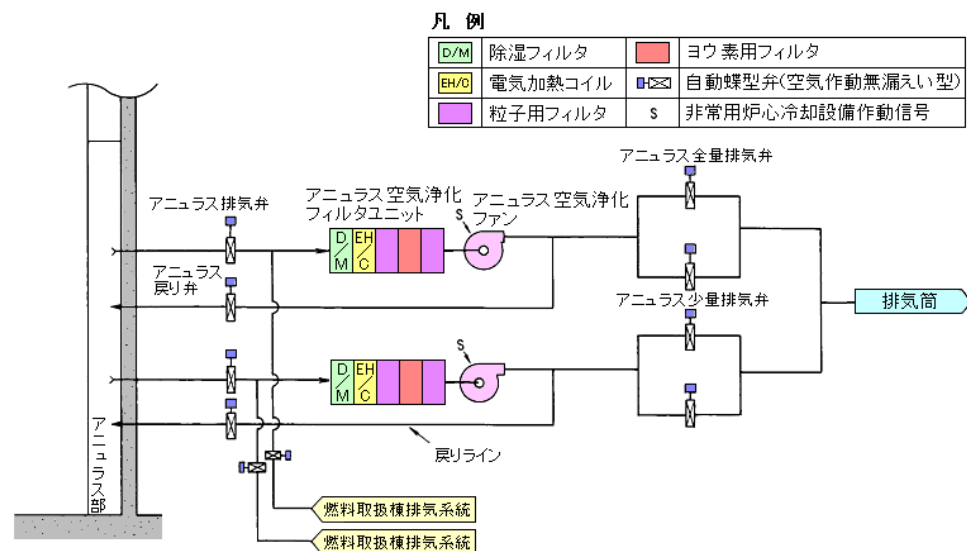 凡 例
D/M 除湿フィルタ ヨウ素用フィルタ
EH/C 電気加熱コイル 自動蝶型弁(空気作動無漏えい型)
粒子用フィルタ S 非常用炉心冷却設備作動信号
アニュラス全量排気弁
アニュラス排気弁
アニュラス空気浄化
フィルタユニット
アニュラス空気浄化
ファン
S
D/M
EH/C
アニュラス
戻り弁
アニュラス少量排気弁
排気筒
S
D/M
EH/C
アニュラス部
戻りライン
燃料取扱棟排気系統
燃料取扱棟排気系統